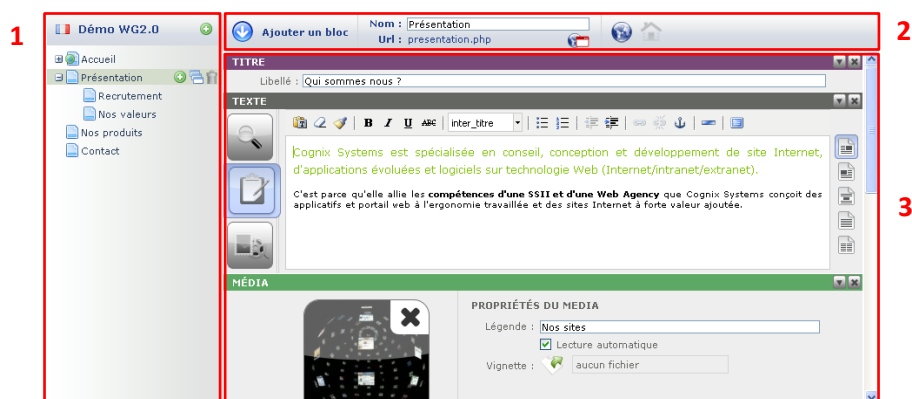 1
Démo WG2.0
Accueil
Présentation
Recrutement
Nos valeurs
Nos produits
Contact
Ajouter un bloc
Nom : Présentation
Url : presentation.php
2
TITRE
Libellé : Qui sommes nous ?
TEXTE
B I U ABC inter_titre
Cognix Systems est spécialisée en conseil, conception et développement de site Internet,
d'applications évoluées et logiciels sur technologie Web (Internet/intranet/extranet).
C'est parce qu'elle allie les compétences d'une SSII et d'une Web Agency que Cognix Systems conçoit des
applicatifs et portail web à l'ergonomie travaillée et des sites Internet à forte valeur ajoutée.
3
MÉDIA
PROPRIÉTÉS DU MEDIA
Légende : Nos sites
Lecture automatique
Vignette : aucun fichier